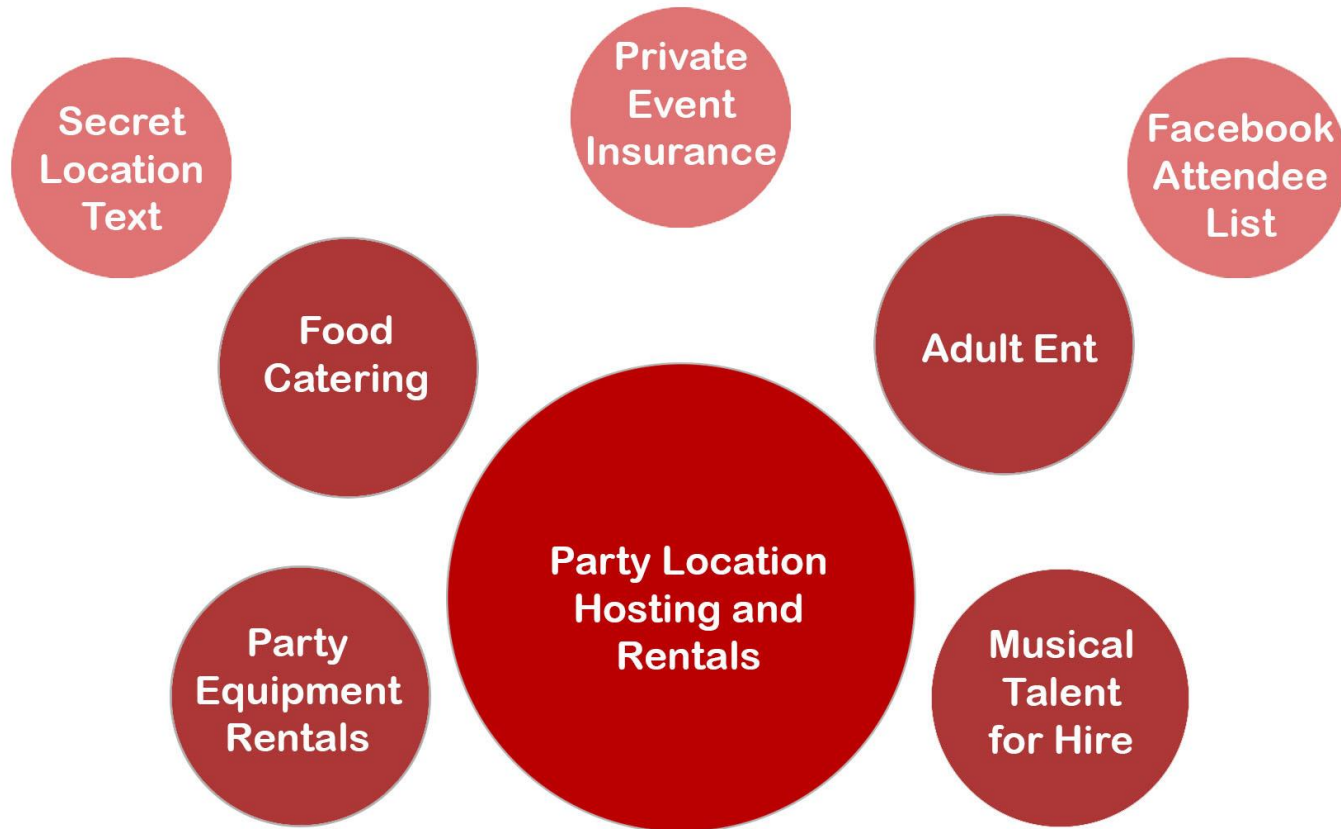 Private
Event
Insurance
Secret
Location
Text
Facebook
Attendee
List
Food
Catering
Adult Ent
Party Location
Hosting and
Rentals
Party
Equipment
Rentals
Musical
Talent
for Hire